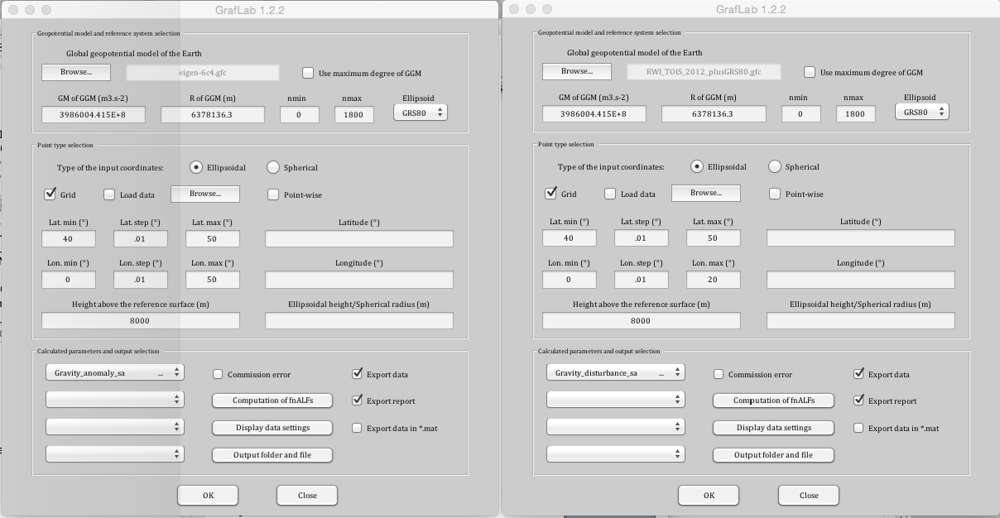 GrafLab 1.2.2
Geopotential model and reference system selection
Global geopotential model of the Earth
Browse... eigen-6c4.gfc Use maximum degree of GGM
GM of GGM (m3.s-2) R of GGM (m) nmin nmax Ellipsoid
3986004.415E+8 6378136.3 0 1800 GRS80
Point type selection
Type of the input coordinates: Ellipsoidal Spherical
Grid Load data Browse... Point-wise
Lat. min (°) Lat. step (°) Lat. max (°) Latitude (°)
40 .01 50
Lon. min (°) Lon. step (°) Lon. max (°) Longitude (°)
0 .01 50
Height above the reference surface (m) Ellipsoidal height/Spherical radius (m)
8000
Calculated parameters and output selection
Gravity_anomaly_sa ... Commission error Export data
Computation of fnALFs Export report
Display data settings Export data in *.mat
Output folder and file
OK Close
GrafLab 1.2.2
Geopotential model and reference system selection
Global geopotential model of the Earth
Browse... RWI_TOIS_2012_plusGRS80.gfc Use maximum degree of GGM
GM of GGM (m3.s-2) R of GGM (m) nmin nmax Ellipsoid
3986004.415E+8 6378136.3 0 1800 GRS80
Point type selection
Type of the input coordinates: Ellipsoidal Spherical
Grid Load data Browse... Point-wise
Lat. min (°) Lat. step (°) Lat. max (°) Latitude (°)
40 .01 50
Lon. min (°) Lon. step (°) Lon. max (°) Longitude (°)
0 .01 20
Height above the reference surface (m) Ellipsoidal height/Spherical radius (m)
8000
Calculated parameters and output selection
Gravity_disturbance_sa ... Commission error Export data
Computation of fnALFs Export report
Display data settings Export data in *.mat
Output folder and file
OK Close